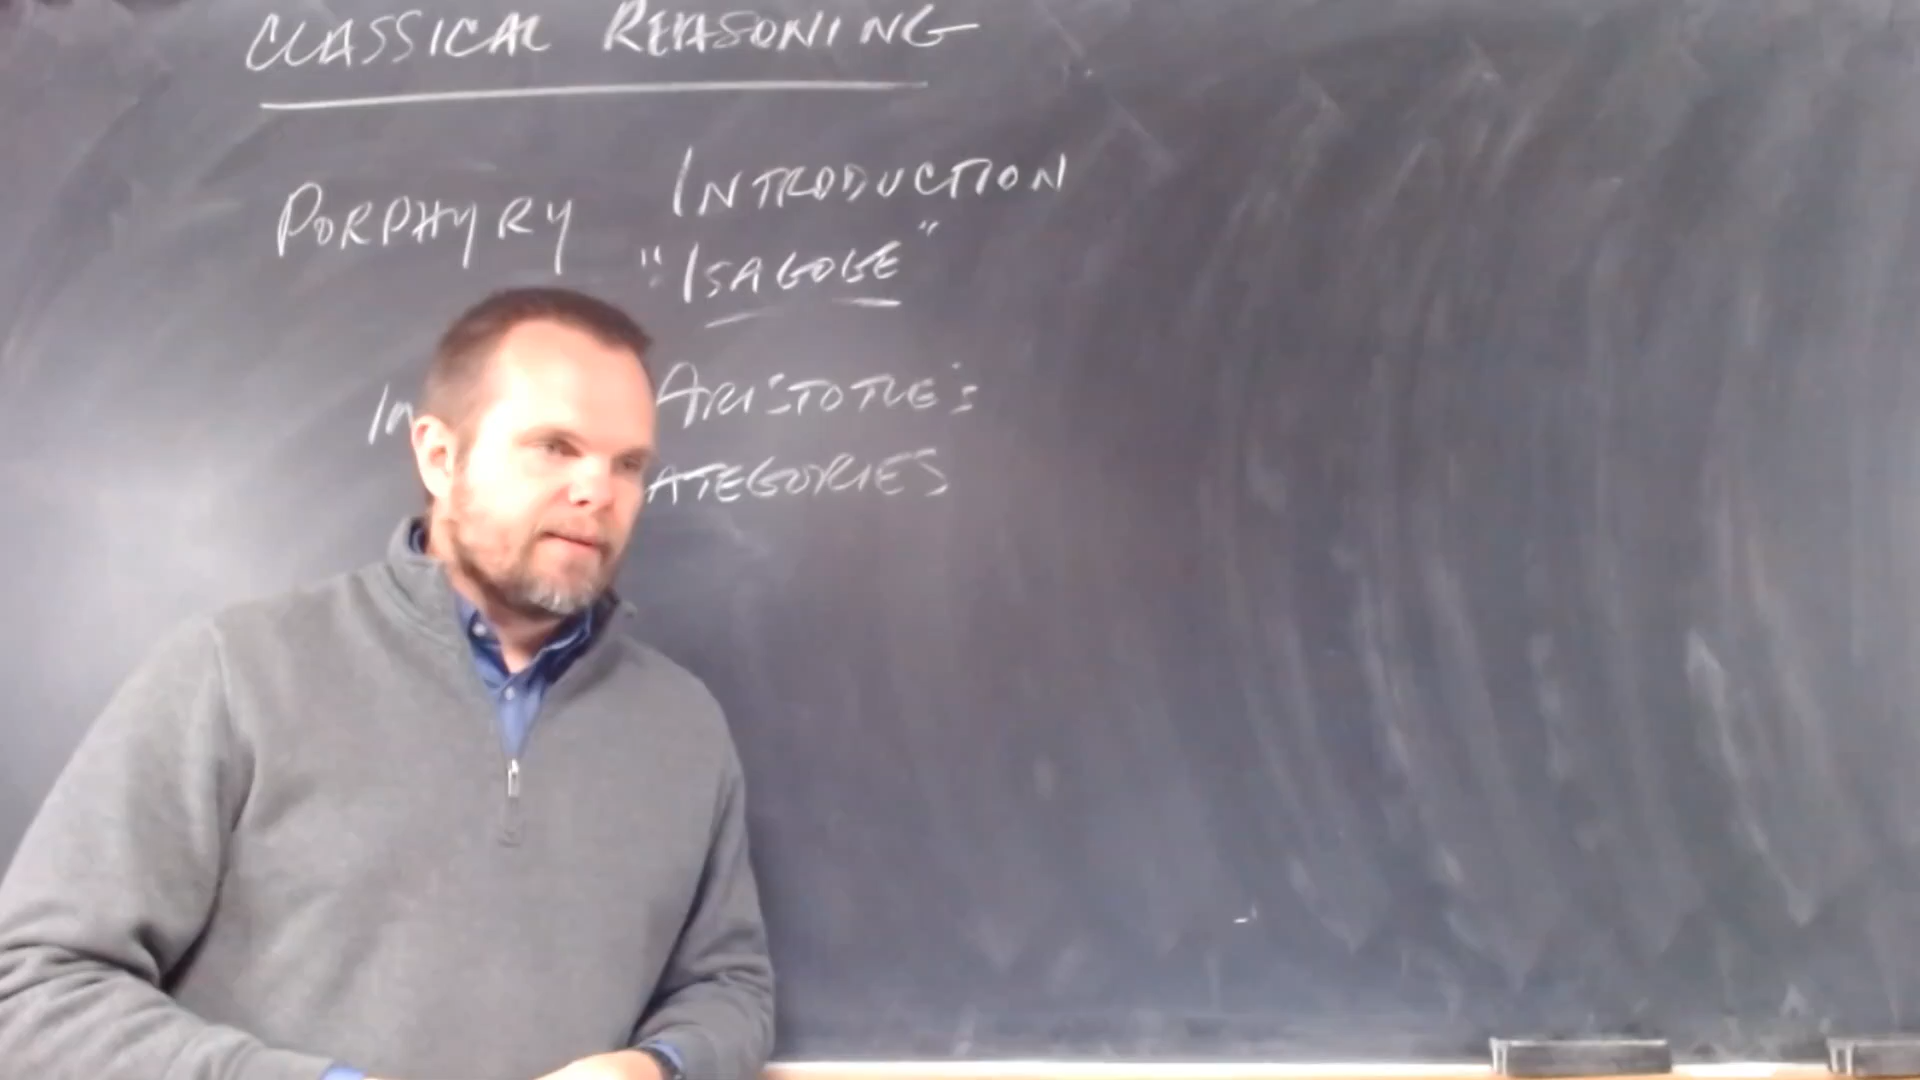 CLASSICAL REASONING
PORPHYRY INTRODUCTION
"ISAGOGE"
ARISTOTLE'S
ATEGORIES